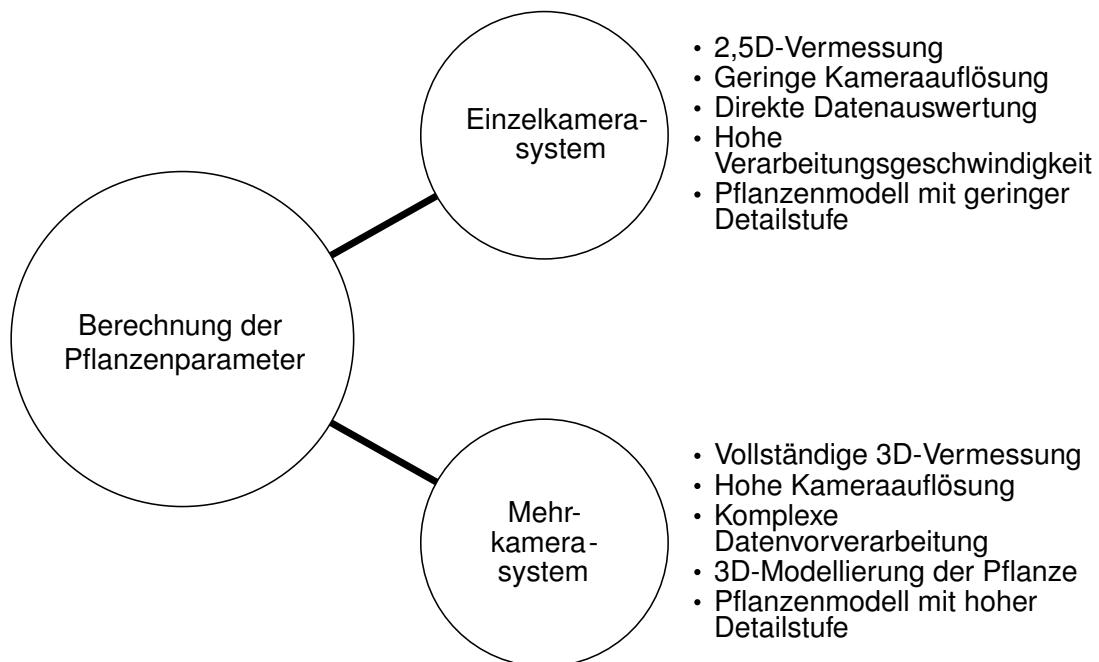 Berechnung der
Pflanzenparameter
Einzelkamera-
system
• 2,5D-Vermessung
• Geringe Kameraauflösung
• Direkte Datenauswertung
• Hohe
Verarbeitungsgeschwindigkeit
• Pflanzenmodell mit geringer
Detailstufe
Mehr-
kamera-
system
• Vollständige 3D-Vermessung
• Hohe Kameraauflösung
• Komplexe
Datenvorverarbeitung
• 3D-Modellierung der Pflanze
• Pflanzenmodell mit hoher
Detailstufe